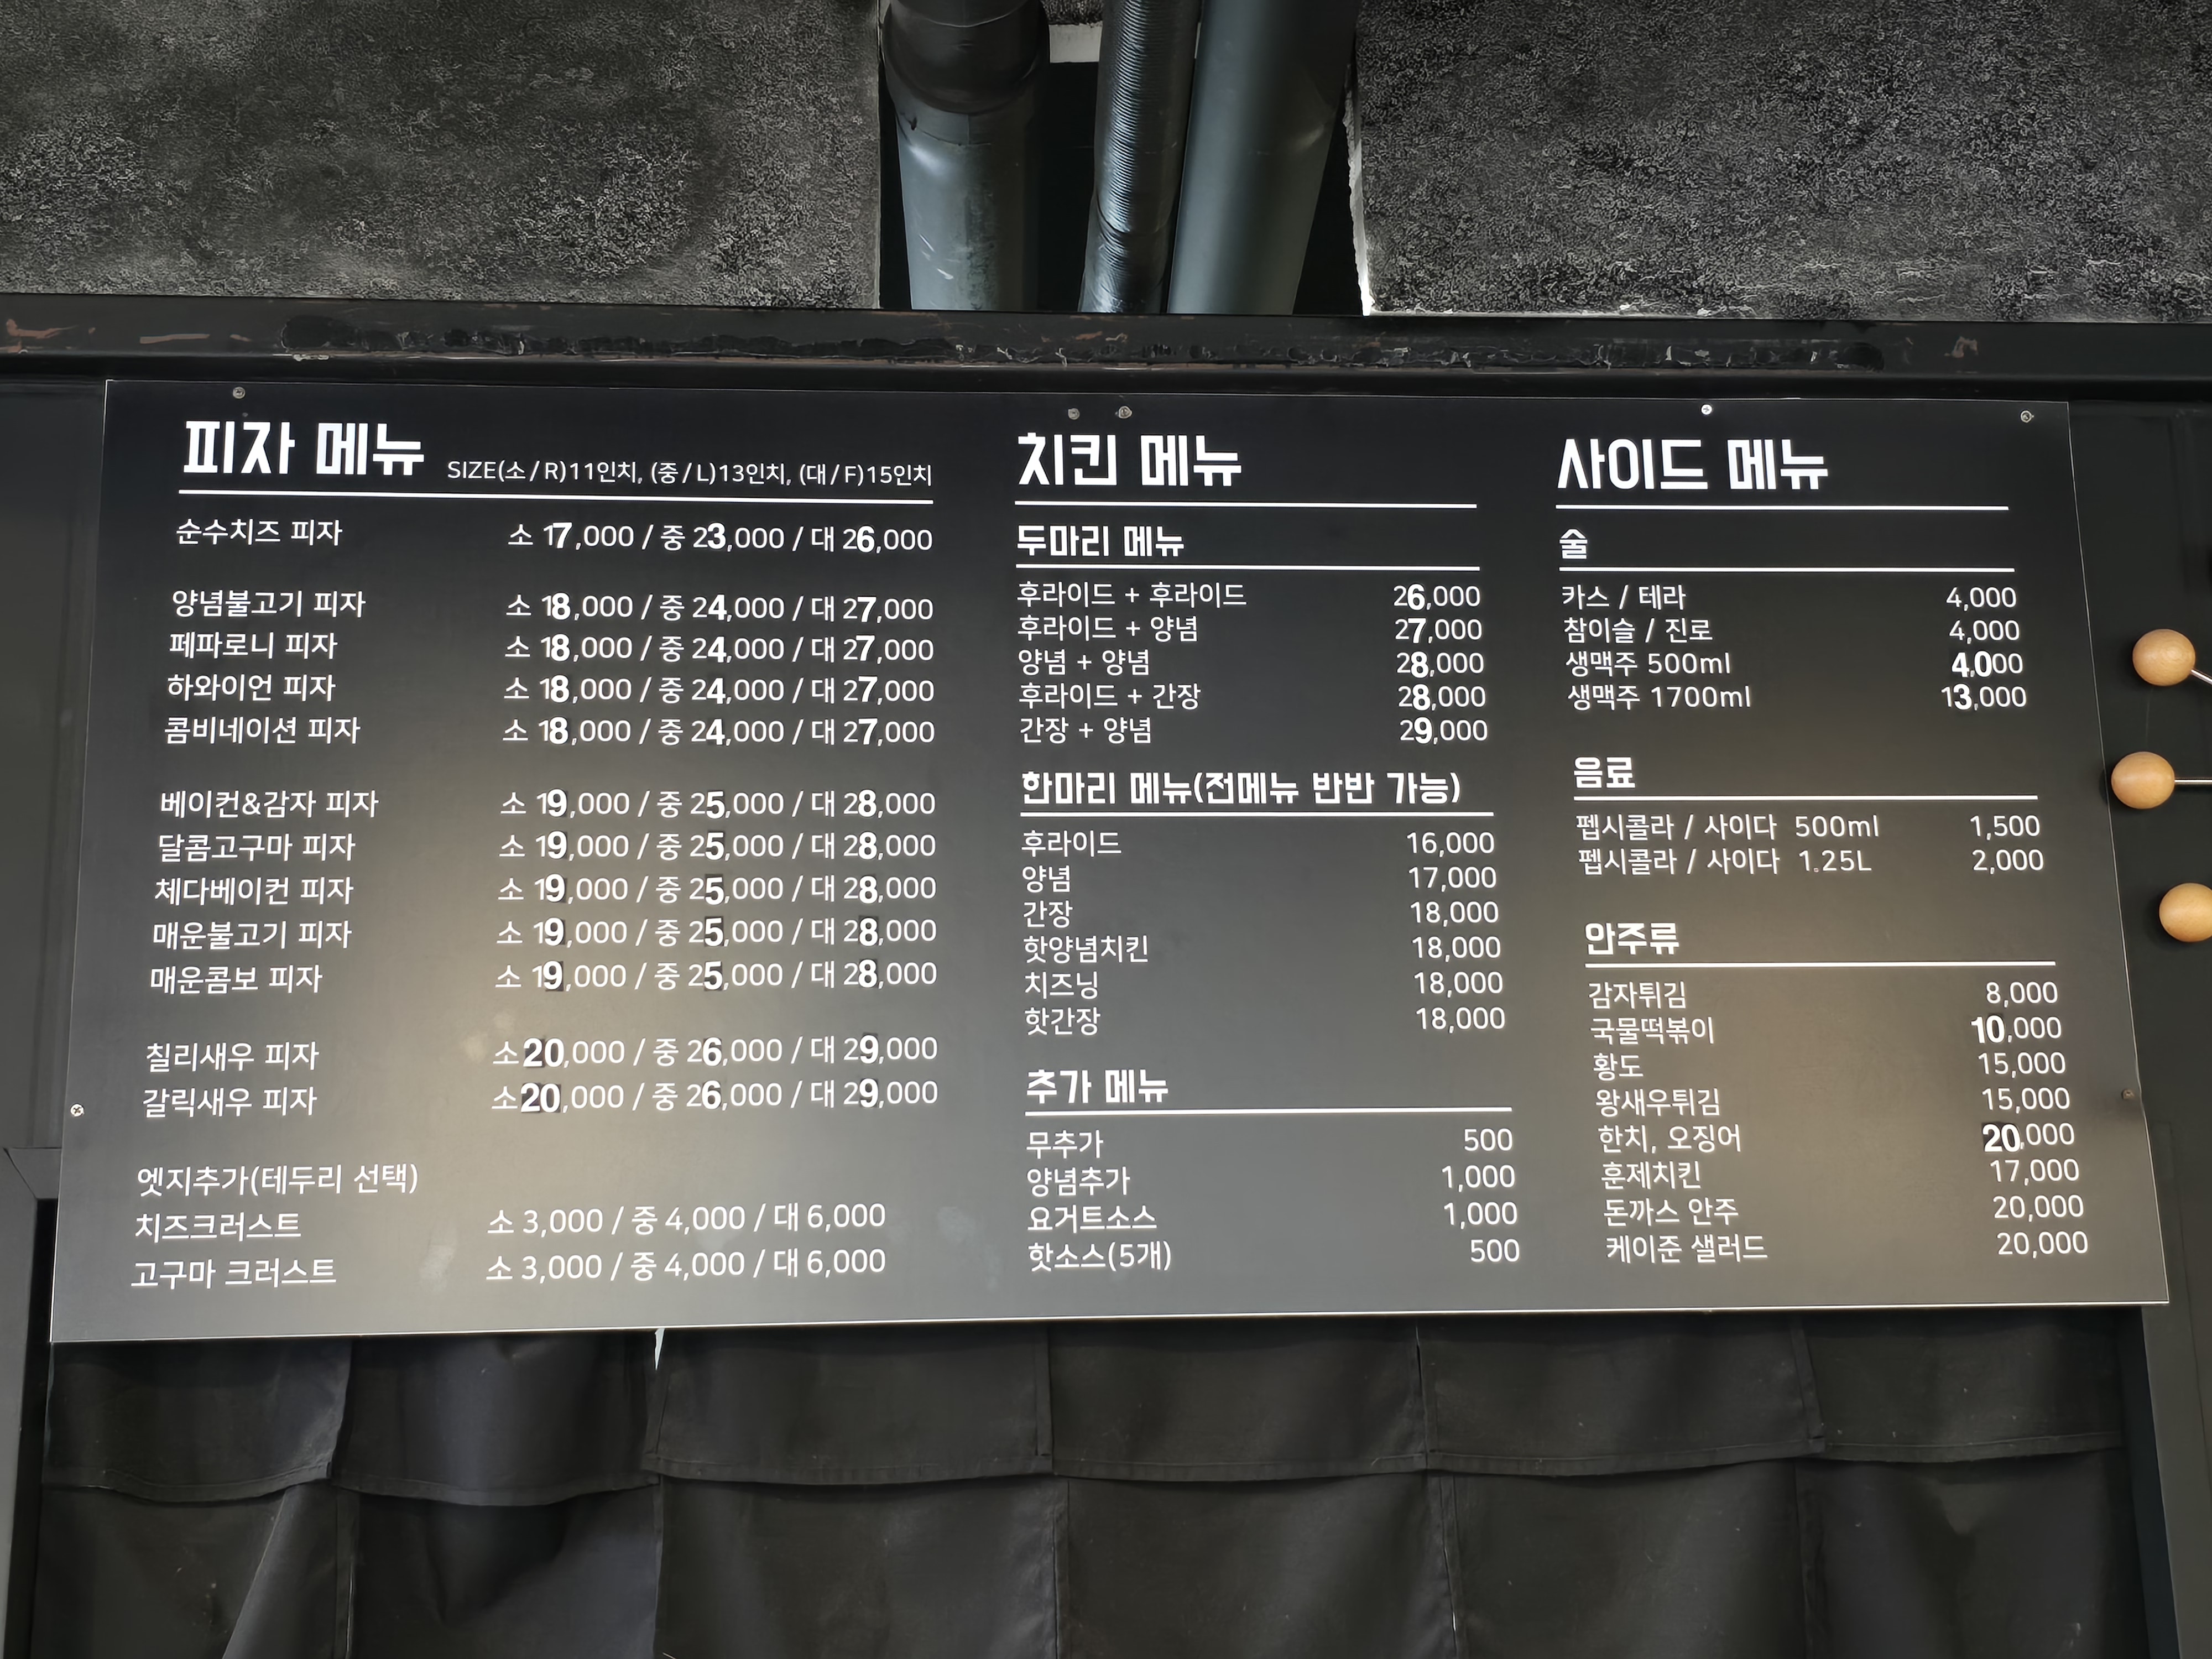 피자 메뉴 SIZE(소/R)11인치, (중/L)13인치, (대/F)15인치
순수치즈 피자 소 17,000 / 중 23,000 / 대 26,000
양념불고기 피자 소 18,000 / 중 24,000 / 대 27,000
페파로니 피자 소 18,000 / 중 24,000 / 대 27,000
하와이언 피자 소 18,000 / 중 24,000 / 대 27,000
콤비네이션 피자 소 18,000 / 중 24,000 / 대 27,000
베이컨&감자 피자 소 19,000 / 중 25,000 / 대 28,000
달콤고구마 피자 소 19,000 / 중 25,000 / 대 28,000
체다베이컨 피자 소 19,000 / 중 25,000 / 대 28,000
매운불고기 피자 소 19,000 / 중 25,000 / 대 28,000
매운콤보 피자 소 19,000 / 중 25,000 / 대 28,000
칠리새우 피자 소 20,000 / 중 26,000 / 대 29,000
갈릭새우 피자 소 20,000 / 중 26,000 / 대 29,000
엣지추가(테두리 선택)
치즈크러스트 소 3,000 / 중 4,000 / 대 6,000
고구마 크러스트 소 3,000 / 중 4,000 / 대 6,000
치킨 메뉴
두마리 메뉴
후라이드 + 후라이드 26,000
후라이드 + 양념 27,000
양념 + 양념 28,000
후라이드 + 간장 28,000
간장 + 양념 29,000
한마리 메뉴(전메뉴 반반 가능)
후라이드 16,000
양념 17,000
간장 18,000
핫양념치킨 18,000
치즈닝 18,000
핫간장 18,000
추가 메뉴
무추가 500
양념추가 1,000
요거트소스 1,000
핫소스(5개) 500
사이드 메뉴
술
카스 / 테라 4,000
참이슬 / 진로 4,000
생맥주 500ml 4,000
생맥주 1700ml 13,000
음료
펩시콜라 / 사이다 500ml 1,500
펩시콜라 / 사이다 1.25L 2,000
안주류
감자튀김 8,000
국물떡볶이 10,000
황도 15,000
왕새우튀김 15,000
한치, 오징어 20,000
훈제치킨 17,000
돈까스 안주 20,000
케이준 샐러드 20,000